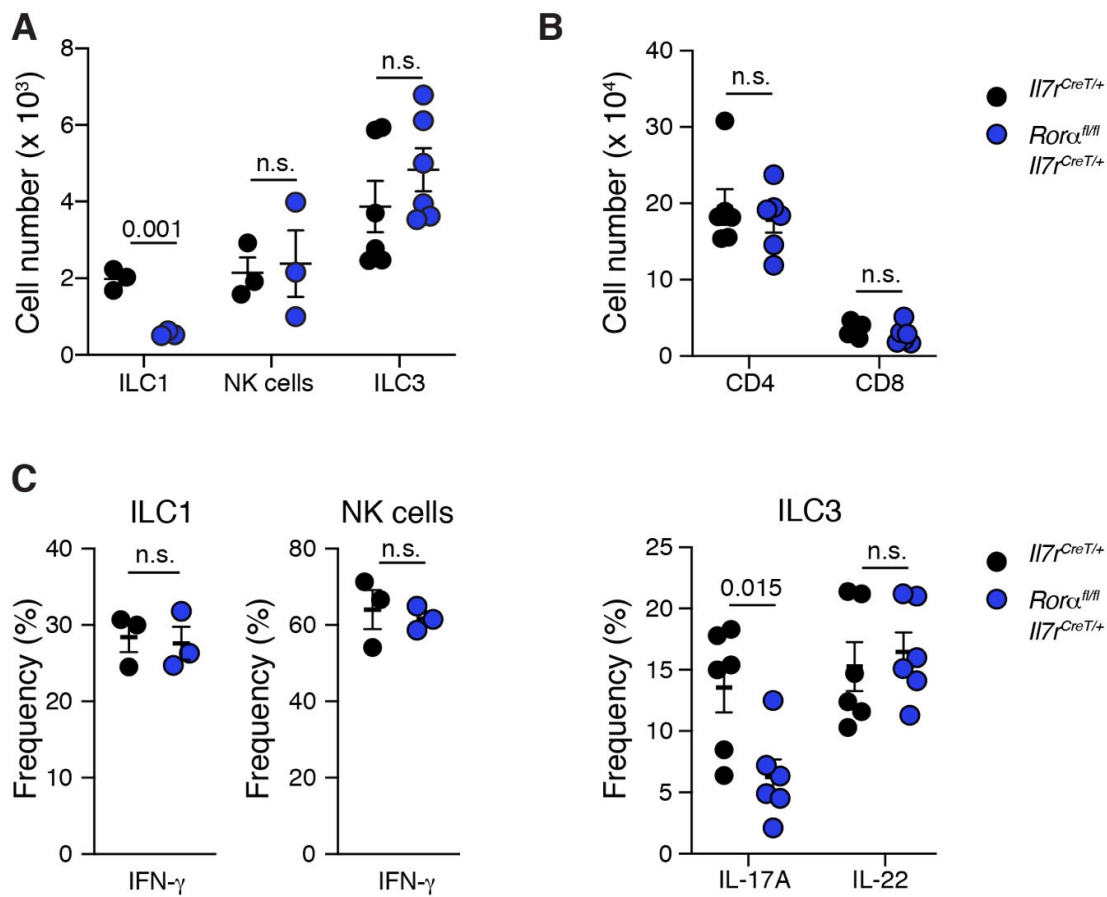 A
Cell number (x 10³)
8
6
4
2
0
0.001
n.s.
n.s.
ILC1
NK cells
ILC3
B
Cell number (x 10⁴)
40
30
20
10
0
n.s.
n.s.
CD4
CD8
Il7r^CreT/+
Rorα^fl/fl
Il7r^CreT/+
C
ILC1
Frequency (%)
40
30
20
10
0
n.s.
IFN-γ
NK cells
Frequency (%)
80
60
40
20
0
n.s.
IFN-γ
ILC3
Frequency (%)
25
20
15
10
5
0
0.015
n.s.
IL-17A
IL-22
Il7r^CreT/+
Rorα^fl/fl
Il7r^CreT/+